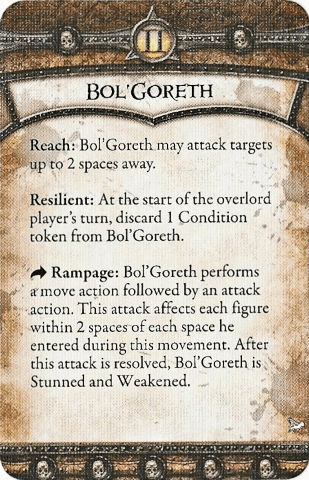 II
BOL'GORETH
Reach: Bol'Goreth may attack targets
up to 2 spaces away.
Resilient: At the start of the overlord
player's turn, discard 1 Condition
token from Bol'Goreth.
Rampage: Bol'Goreth performs
a move action followed by an attack
action. This attack affects each figure
within 2 spaces of each space he
entered during this movement. After
this attack is resolved, Bol'Goreth is
Stunned and Weakened.